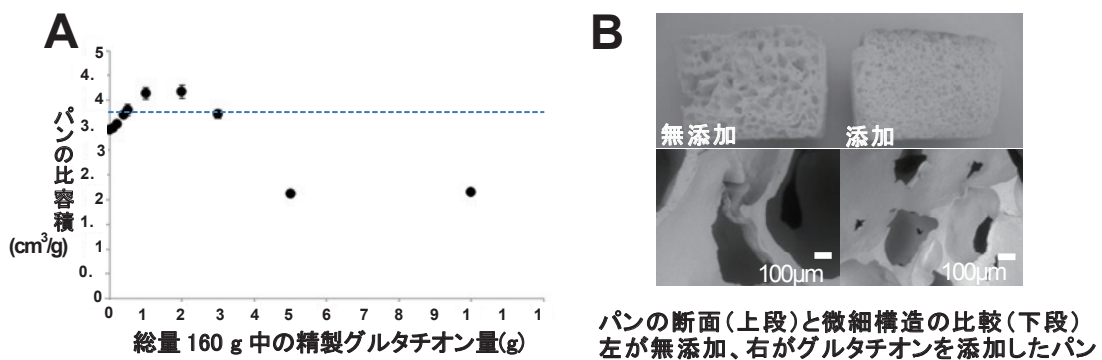 A
5
4.
4
3.
3
2.
2
1.
1
0.
0
パンの比容積
(cm³/g)
0 1 2 3 4 5 6 7 8 9 1 1 1
総量 160 g 中の精製グルタチオン量(g)
B
無添加
添加
100μm
100μm
パンの断面(上段)と微細構造の比較(下段)
左が無添加、右がグルタチオンを添加したパン